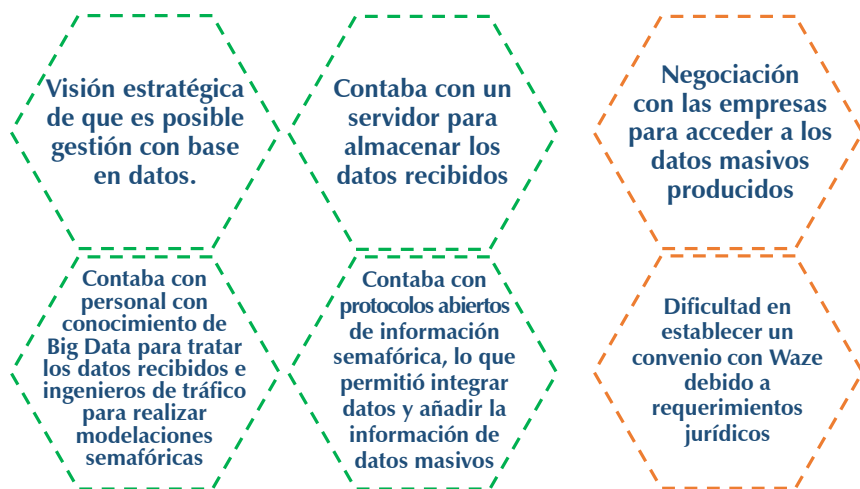 Visión estratégica
de que es posible
gestión con base
en datos.
Contaba con un
servidor para
almacenar los
datos recibidos
Negociación
con las empresas
para acceder a los
datos masivos
producidos
Contaba con
personal con
conocimiento de
Big Data para tratar
los datos recibidos e
ingenieros de tráfico
para realizar
modelaciones
semafóricas
Contaba con
protocolos abiertos
de información
semafórica, lo que
permitió integrar
datos y añadir la
información de
datos masivos
Dificultad en
establecer un
convenio con Waze
debido a
requerimientos
jurídicos